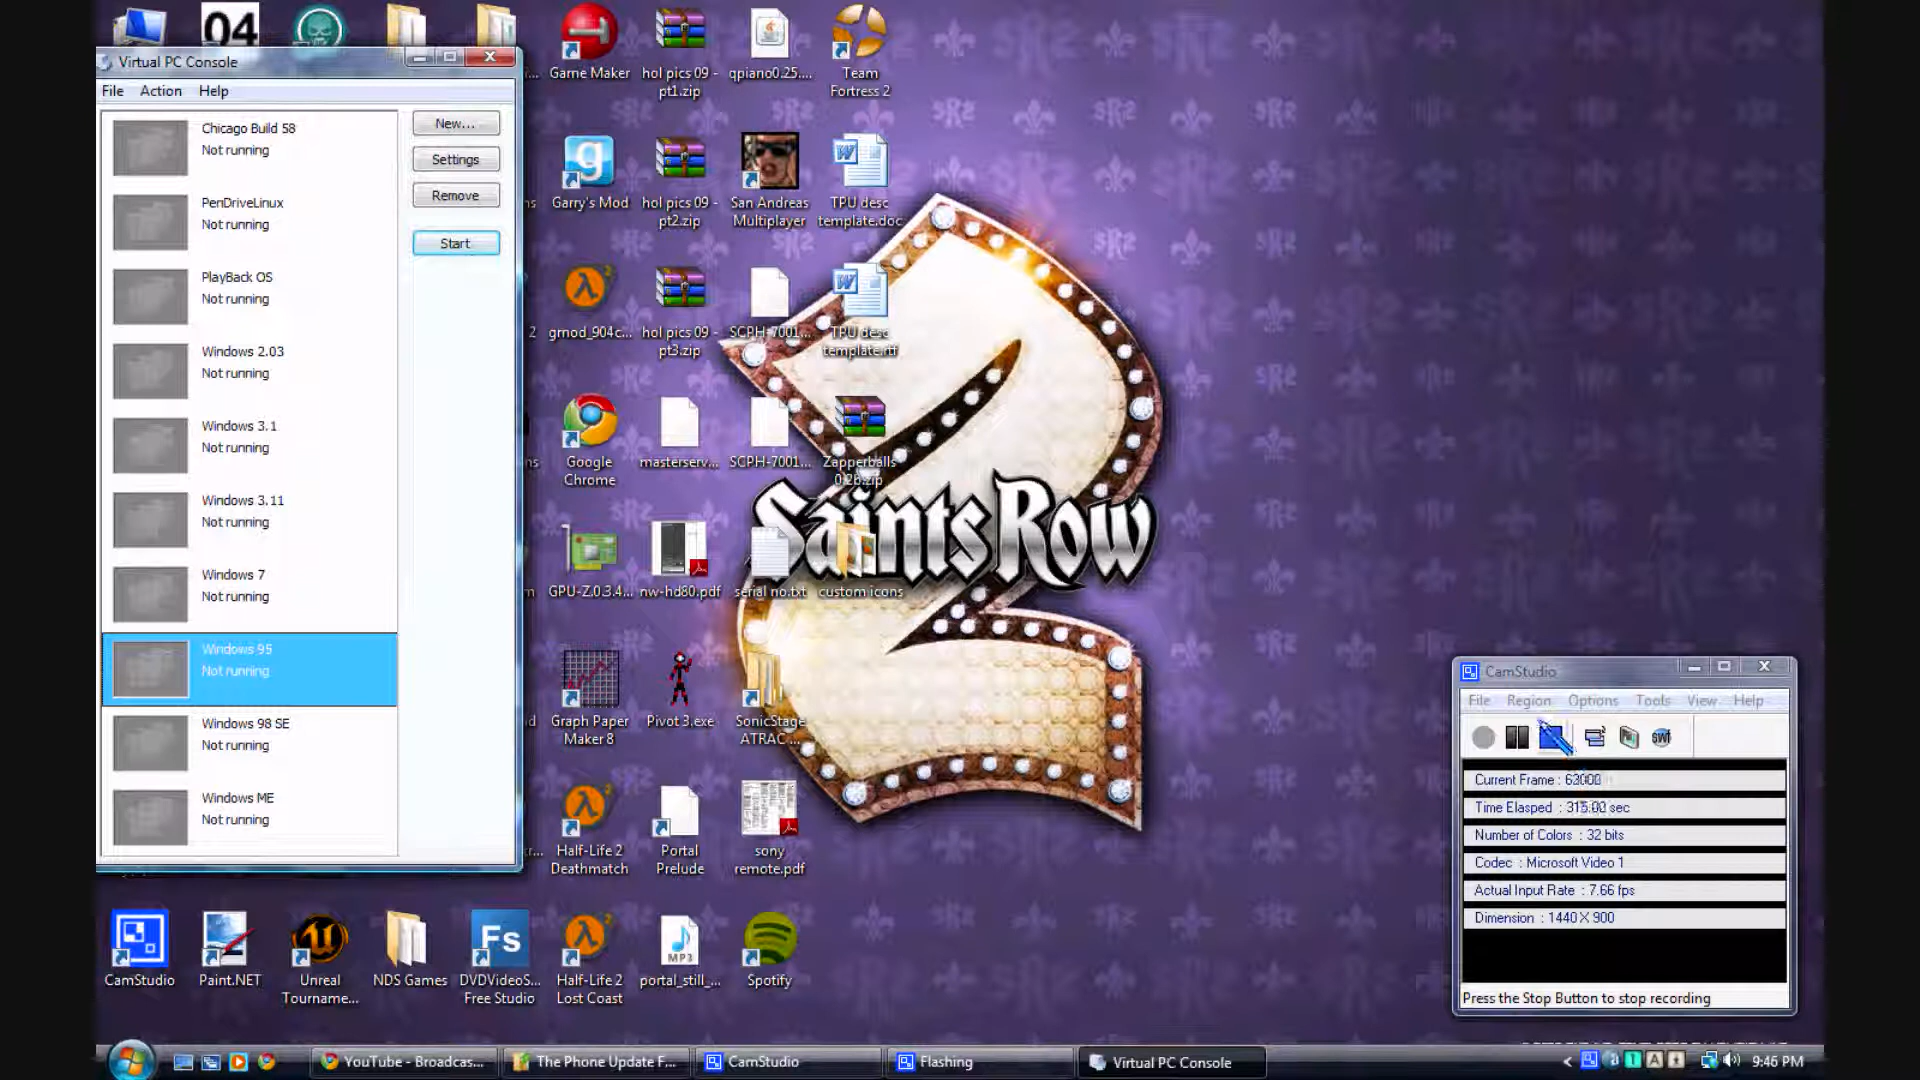 04
Virtual PC Console
File Action Help
Chicago Build 58
Not running
PenDriveLinux
Not running
PlayBack OS
Not running
Windows 2.03
Not running
Windows 3.1
Not running
Windows 3.11
Not running
Windows 7
Not running
Windows 95
Not running
Windows 98 SE
Not running
Windows ME
Not running
New...
Settings
Remove
Start
Game Maker
hol pics 09 -
pt1.zip
qpiano0.25....
Team
Fortress 2
Garry's Mod
hol pics 09 -
pt2.zip
San Andreas
Multiplayer
TPU desc
template.doc
gmod_904c...
hol pics 09 -
pt3.zip
SCPH-7001...
TPU desc
template.rtf
Google
Chrome
masterserv...
SCPH-7001...
Zapperballs
0.2b.zip
Saints Row
GPU-Z.0.3.4...
nw-hd80.pdf
serial no.txt
custom icons
Graph Paper
Maker 8
Pivot 3.exe
SonicStage
ATRAC ...
Half-Life 2
Deathmatch
Portal
Prelude
sony
remote.pdf
CamStudio
Paint.NET
Unreal
Tourname...
NDS Games
Fs
DVDVideoS...
Free Studio
Half-Life 2
Lost Coast
MP3
portal_still_...
Spotify
CamStudio
File Region Options Tools View Help
SWF
Current Frame :
Time Elasped : 315.00 sec
Number of Colors : 32 bits
Codec : Microsoft Video 1
Actual Input Rate : 7.66 fps
Dimension : 1440 X 900
Press the Stop Button to stop recording
YouTube - Broadcas...
The Phone Update F...
CamStudio
Flashing
Virtual PC Console
9:46 PM